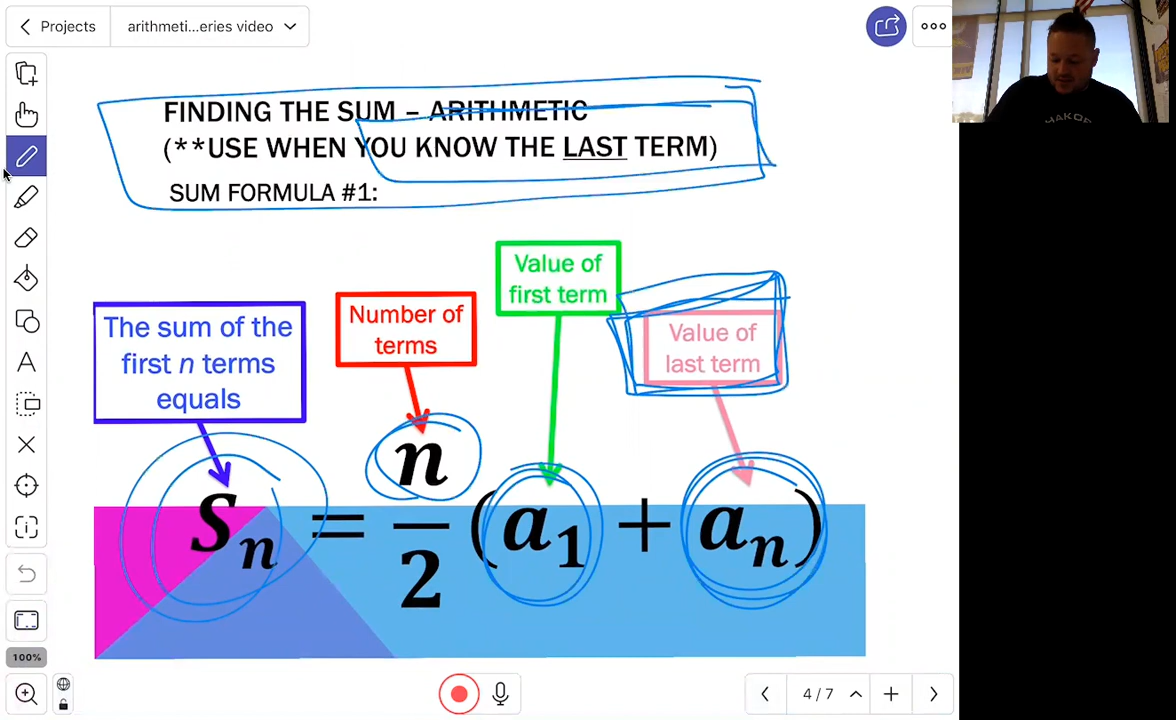 Projects
arithmeti...eries video
FINDING THE SUM – ARITHMETIC
(**USE WHEN YOU KNOW THE LAST TERM)
SUM FORMULA #1:
Value of
first term
Number of
terms
The sum of the
first n terms
equals
Value of
last term
Sn = n/2 (a1 + an)
A
100%
4 / 7